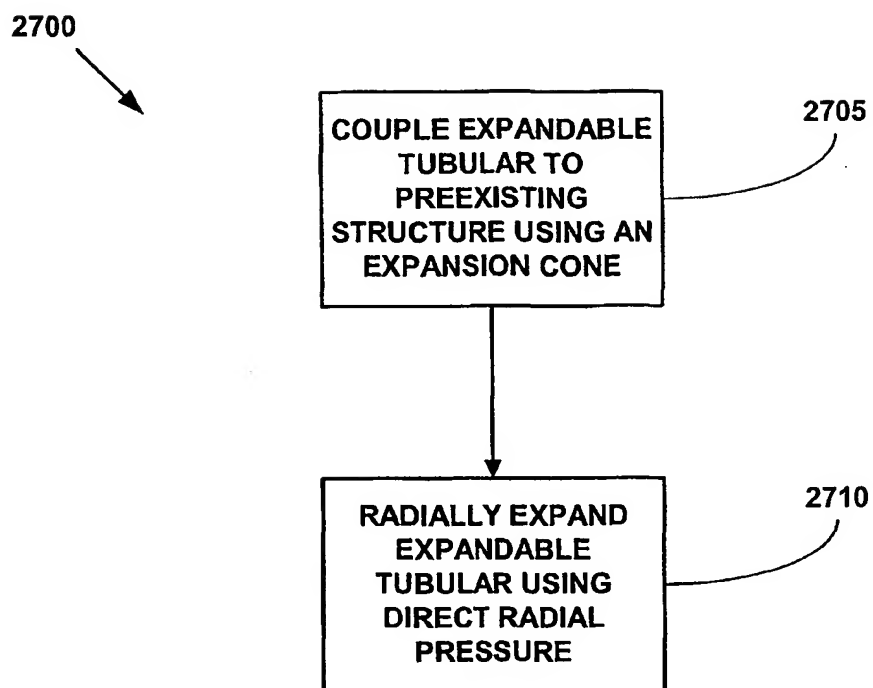 2700
2705
COUPLE EXPANDABLE
TUBULAR TO
PREEXISTING
STRUCTURE USING AN
EXPANSION CONE
2710
RADIALLY EXPAND
EXPANDABLE
TUBULAR USING
DIRECT RADIAL
PRESSURE